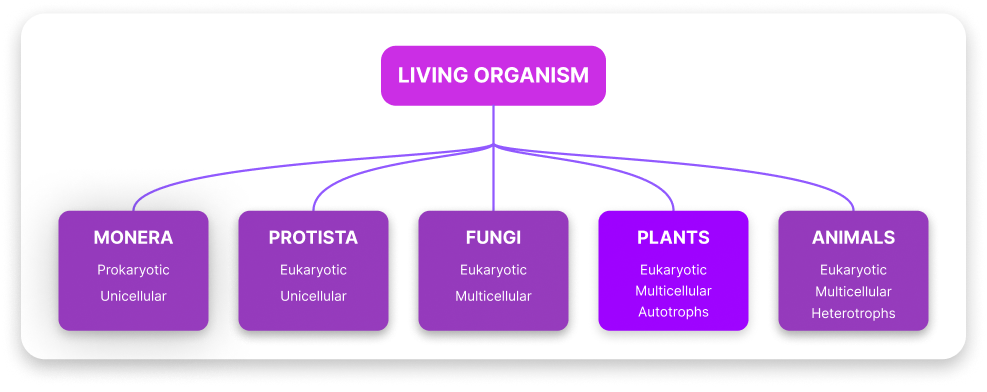 LIVING ORGANISM
MONERA
Prokaryotic
Unicellular
PROTISTA
Eukaryotic
Unicellular
FUNGI
Eukaryotic
Multicellular
PLANTS
Eukaryotic
Multicellular
Autotrophs
ANIMALS
Eukaryotic
Multicellular
Heterotrophs